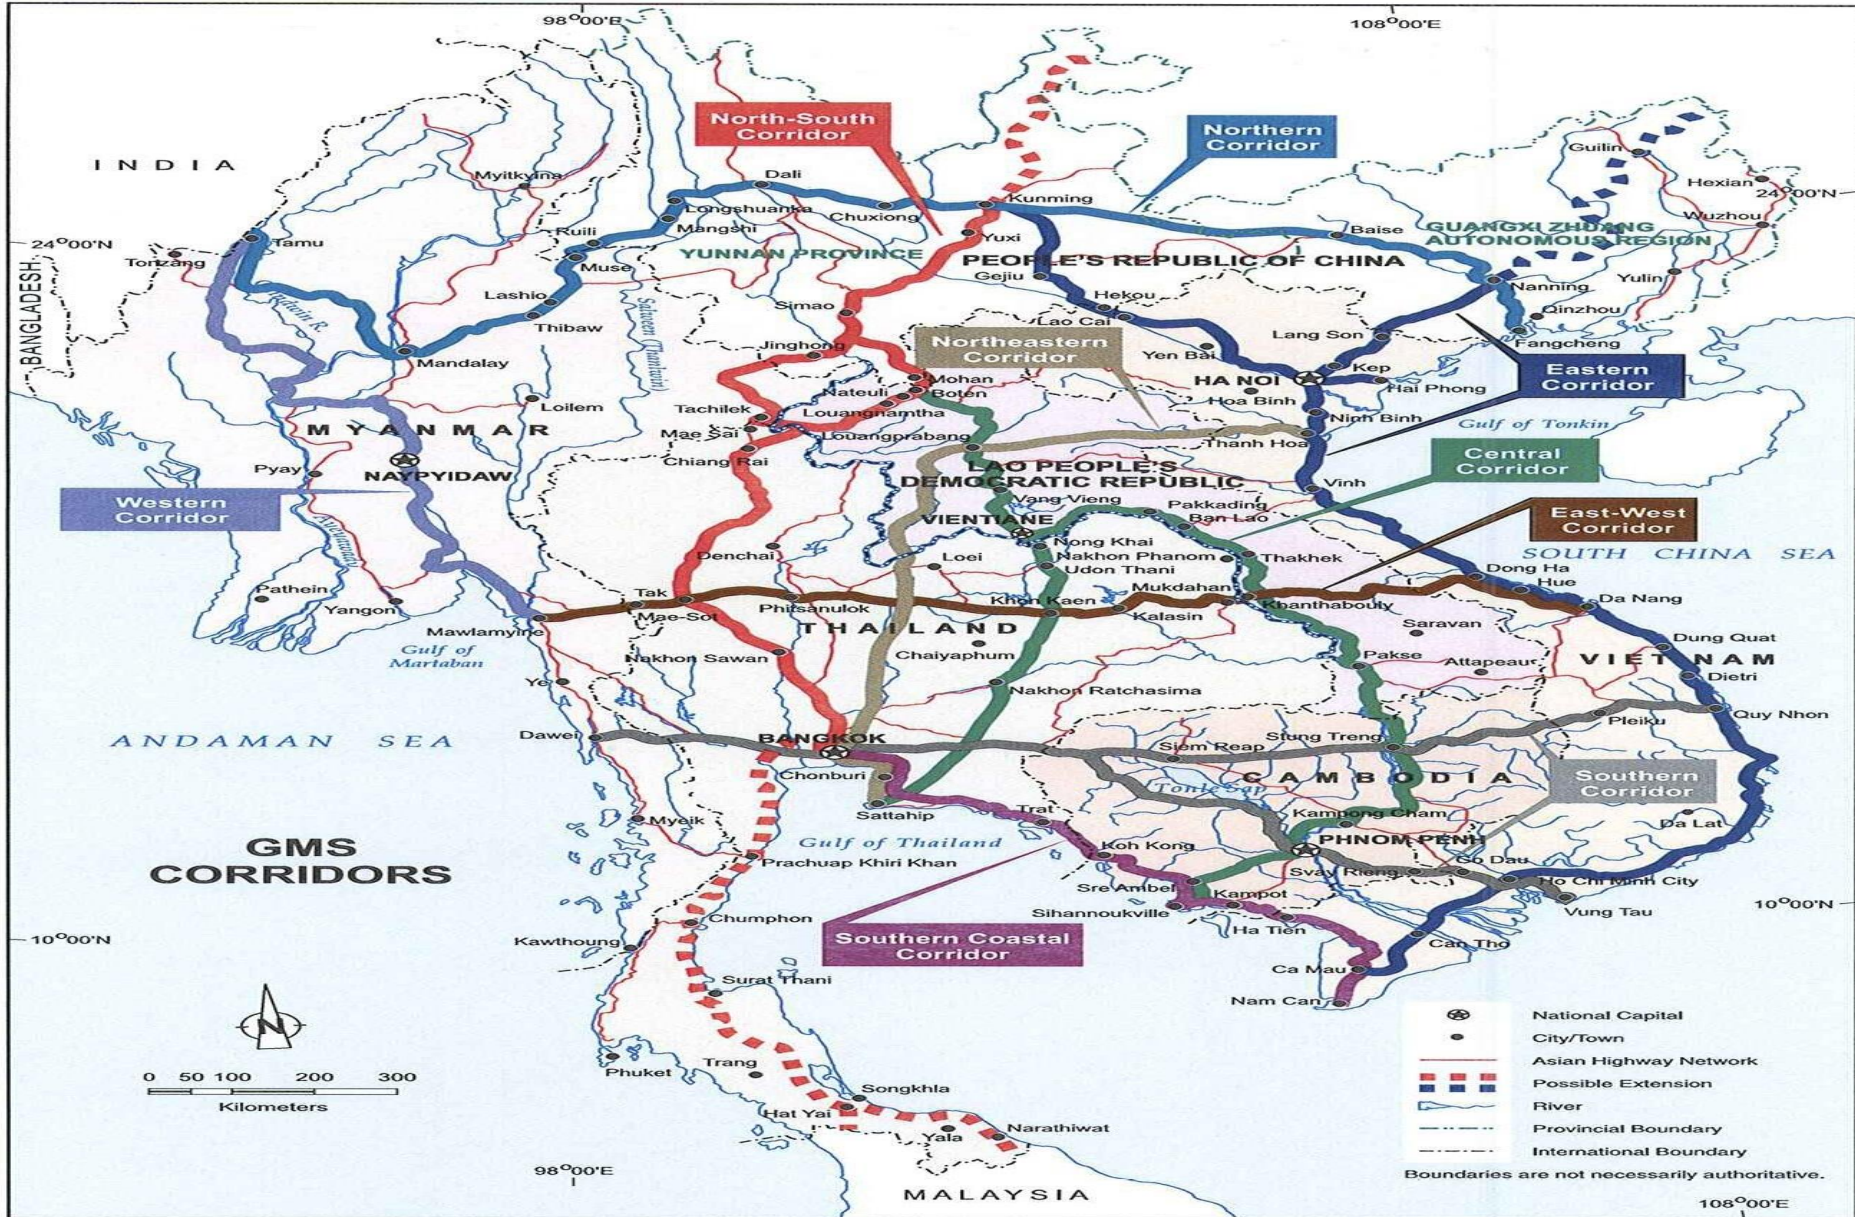 98°00'E
108°00'E
North-South
Corridor
Northern
Corridor
INDIA
Guilin
Hexian
24°00'N
Myitkyina
Dali
Longshuanka
Chuxiong
Kunming
Wuzhou
24°00'N
Tamu
Ruili
Mangshi
Yuxi
Baise
GUANGXI ZHUANG
AUTONOMOUS REGION
Tonzang
Muse
YUNNAN PROVINCE
PEOPLE'S REPUBLIC OF CHINA
Gejiu
Nanning
Yulin
BANGLADESH
Lashio
Thibaw
Salween (Thanlwin)
Simao
Hekou
Lao Cai
Lang Son
Qinzhou
Fangcheng
Mandalay
Jinghong
Northeastern
Corridor
Yen Bai
Kep
HA NOI
Hai Phong
Hoa Binh
Eastern
Corridor
Mohan
Boten
Nateuli
Louangnamtha
Loilem
Tachilek
Mae Sai
Chiang Rai
MYANMAR
Louangprabang
Ninh Binh
Thanh Hoa
Gulf of Tonkin
Pyay
NAYPYIDAW
LAO PEOPLE'S
DEMOCRATIC REPUBLIC
Central
Corridor
Western
Corridor
Vang Vieng
Vinh
VIENTIANE
Pakkading
Ban Lao
East-West
Corridor
Denchai
Loei
Nong Khai
Nakhon Phanom
Udon Thani
Thakhek
SOUTH CHINA SEA
Pathein
Yangon
Tak
Mae-Sot
Phitsanulok
Khon Kaen
Mukdahan
Kalasin
Khanthabouly
Dong Ha
Hue
Da Nang
Mawlamyine
THAILAND
Saravan
Gulf of
Martaban
Nakhon Sawan
Chaiyaphum
Pakse
Attapeau
Dung Quat
VIET NAM
Dietri
Ye
Nakhon Ratchasima
ANDAMAN SEA
Dawei
BANGKOK
Siem Reap
Stung Treng
Pleiku
Quy Nhon
Chonburi
CAMBODIA
Tonle Sap
Southern
Corridor
Sattahip
Trat
Kampong Cham
Da Lat
Myeik
GMS
CORRIDORS
Gulf of Thailand
Prachuap Khiri Khan
Koh Kong
PHNOM PENH
Go Dau
Svay Rieng
Ho Chi Minh City
Vung Tau
Sre Ambel
Kampot
Sihannoukville
Ha Tien
10°00'N
10°00'N
Chumphon
Kawthoung
Southern Coastal
Corridor
Can Tho
Ca Mau
Nam Can
Surat Thani
N
0 50 100 200 300
Kilometers
Phuket
Trang
Songkhla
Hat Yai
Yala
Narathiwat
98°00'E
MALAYSIA
National Capital
City/Town
Asian Highway Network
Possible Extension
River
Provincial Boundary
International Boundary
Boundaries are not necessarily authoritative.
108°00'E